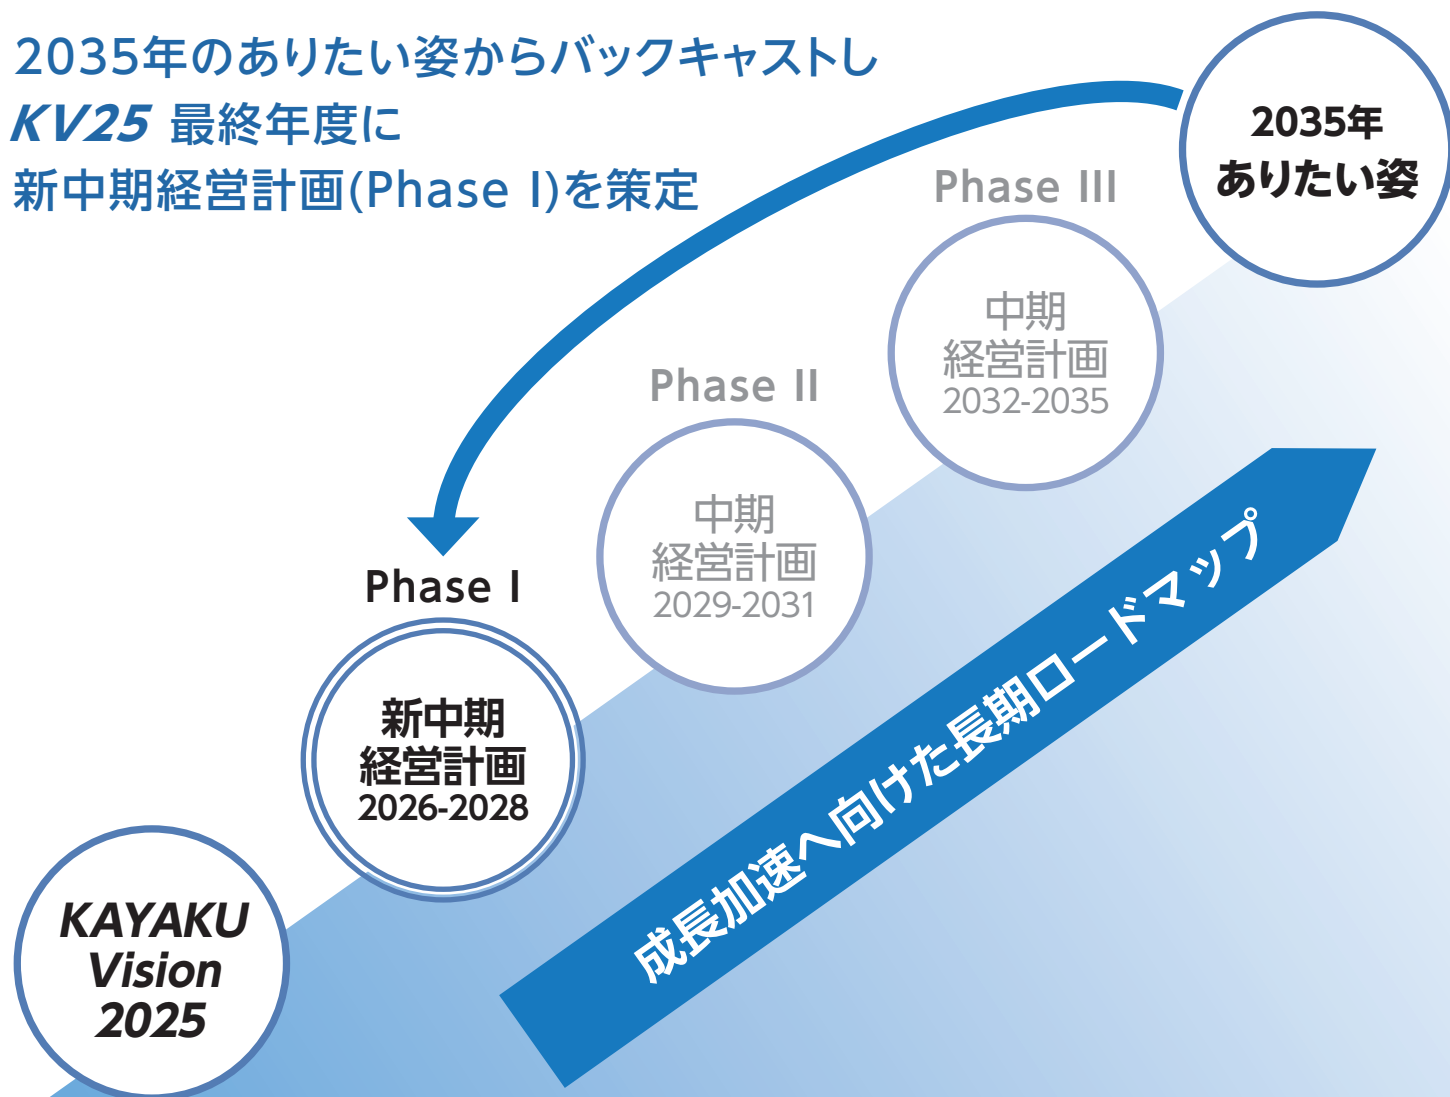 2035年のありたい姿からバックキャストし
KV25 最終年度に
新中期経営計画(Phase I)を策定
2035年
ありたい姿
Phase III
中期
経営計画
2032-2035
Phase II
中期
経営計画
2029-2031
Phase I
新中期
経営計画
2026-2028
KAYAKU
Vision
2025
成長加速へ向けた長期ロードマップ